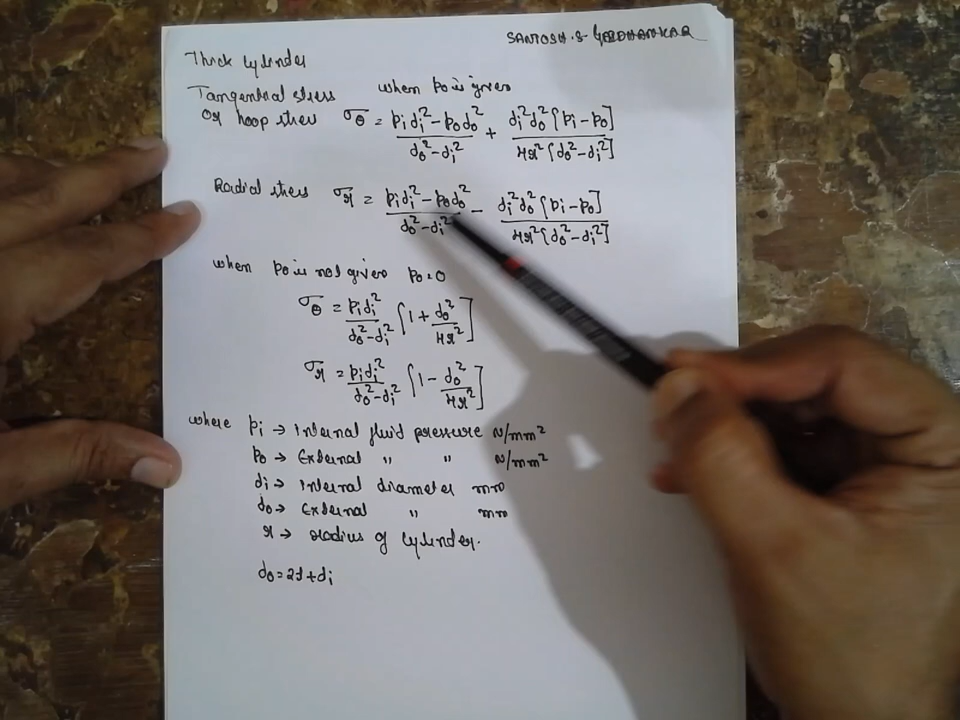 SANTOSH.S.
Thick Cylinder
Tangential stress when Po is given
or hoop stress σθ = (Pi di² − Po do²)/(do² − di²) + di² do² [Pi − Po]/4r² [do² − di²]
Radial stress σr = (Pi di² − Po do²)/(do² − di²) − di² do² [Pi − Po]/4r² [do² − di²]
when Po is not given Po = 0
σθ = Pi di²/(do² − di²) [1 + do²/4r²]
σr = Pi di²/(do² − di²) [1 − do²/4r²]
where Pi → Internal fluid pressure N/mm²
Po → External " " N/mm²
di → Internal diameter mm
do → External " mm
r → radius of cylinder.
do = 2t + di